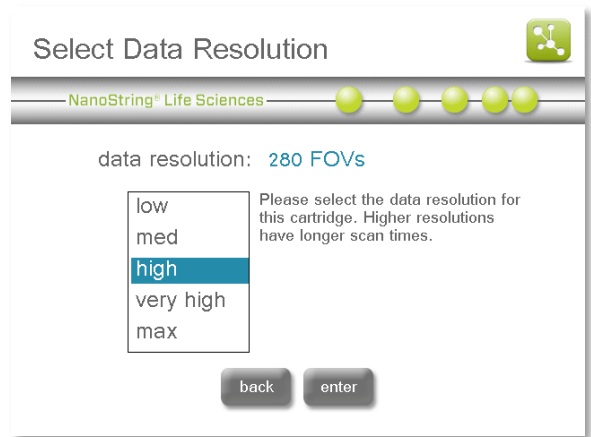 Select Data Resolution
NanoString® Life Sciences
data resolution: 280 FOVs
low
med
high
very high
max
Please select the data resolution for
this cartridge. Higher resolutions
have longer scan times.
back
enter